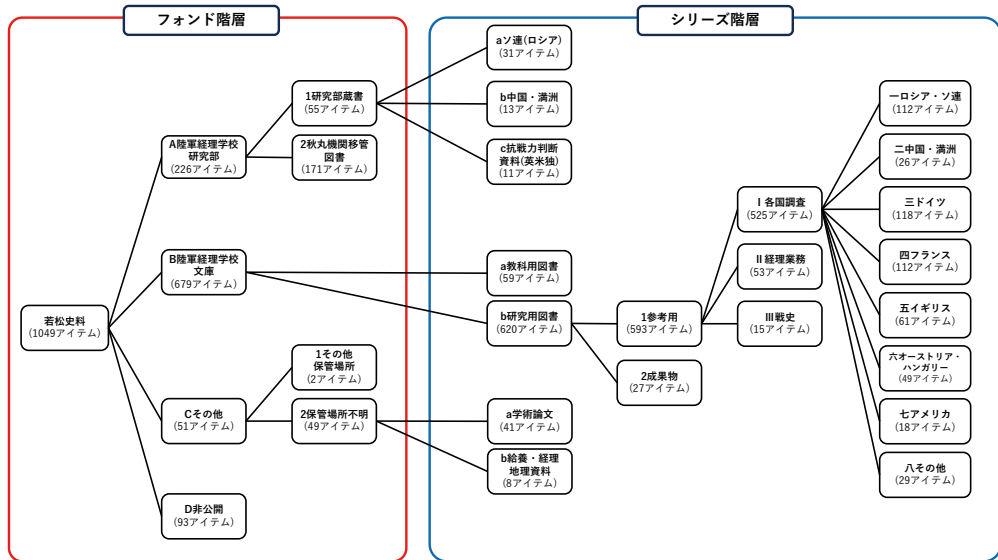 フォンド階層
シリーズ階層
若松史料
(1049アイテム)
A陸軍経理学校
研究部
(226アイテム)
1研究部蔵書
(55アイテム)
aソ連(ロシア)
(31アイテム)
b中国・満洲
(13アイテム)
c抗戦力判断
資料(英米独)
(11アイテム)
2秋丸機関移管
図書
(171アイテム)
B陸軍経理学校
文庫
(679アイテム)
a教科用図書
(59アイテム)
b研究用図書
(620アイテム)
1参考用
(593アイテム)
Ⅰ各国調査
(525アイテム)
一ロシア・ソ連
(112アイテム)
二中国・満洲
(26アイテム)
三ドイツ
(118アイテム)
四フランス
(112アイテム)
五イギリス
(61アイテム)
六オーストリア・
ハンガリー
(49アイテム)
七アメリカ
(18アイテム)
八その他
(29アイテム)
Ⅱ経理業務
(53アイテム)
Ⅲ戦史
(15アイテム)
2成果物
(27アイテム)
Cその他
(51アイテム)
1その他
保管場所
(2アイテム)
2保管場所不明
(49アイテム)
a学術論文
(41アイテム)
b給養・経理
地理資料
(8アイテム)
D非公開
(93アイテム)